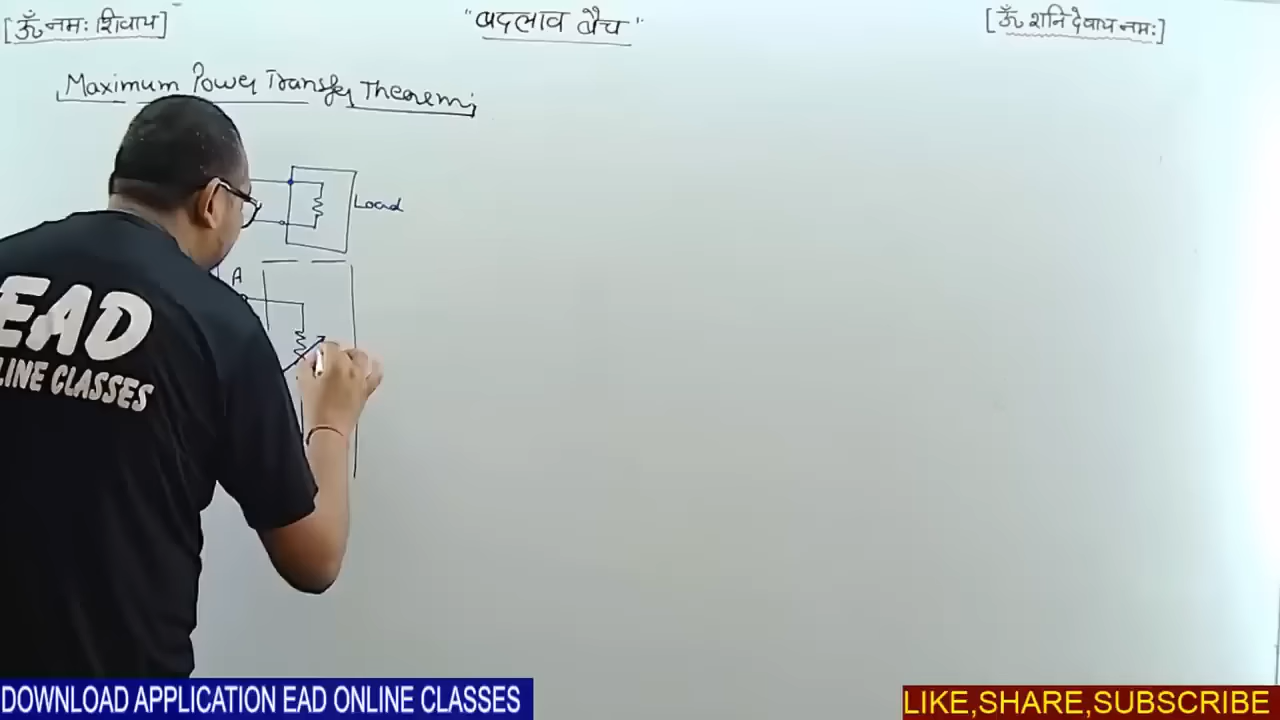 [ॐ नमः शिवाय]
"बदलाव बैच"
[ॐ शनि देवाय नमः]
Maximum Power Transfer Theorem;
Load
A
EAD
LINE CLASSES
DOWNLOAD APPLICATION EAD ONLINE CLASSES
LIKE,SHARE,SUBSCRIBE